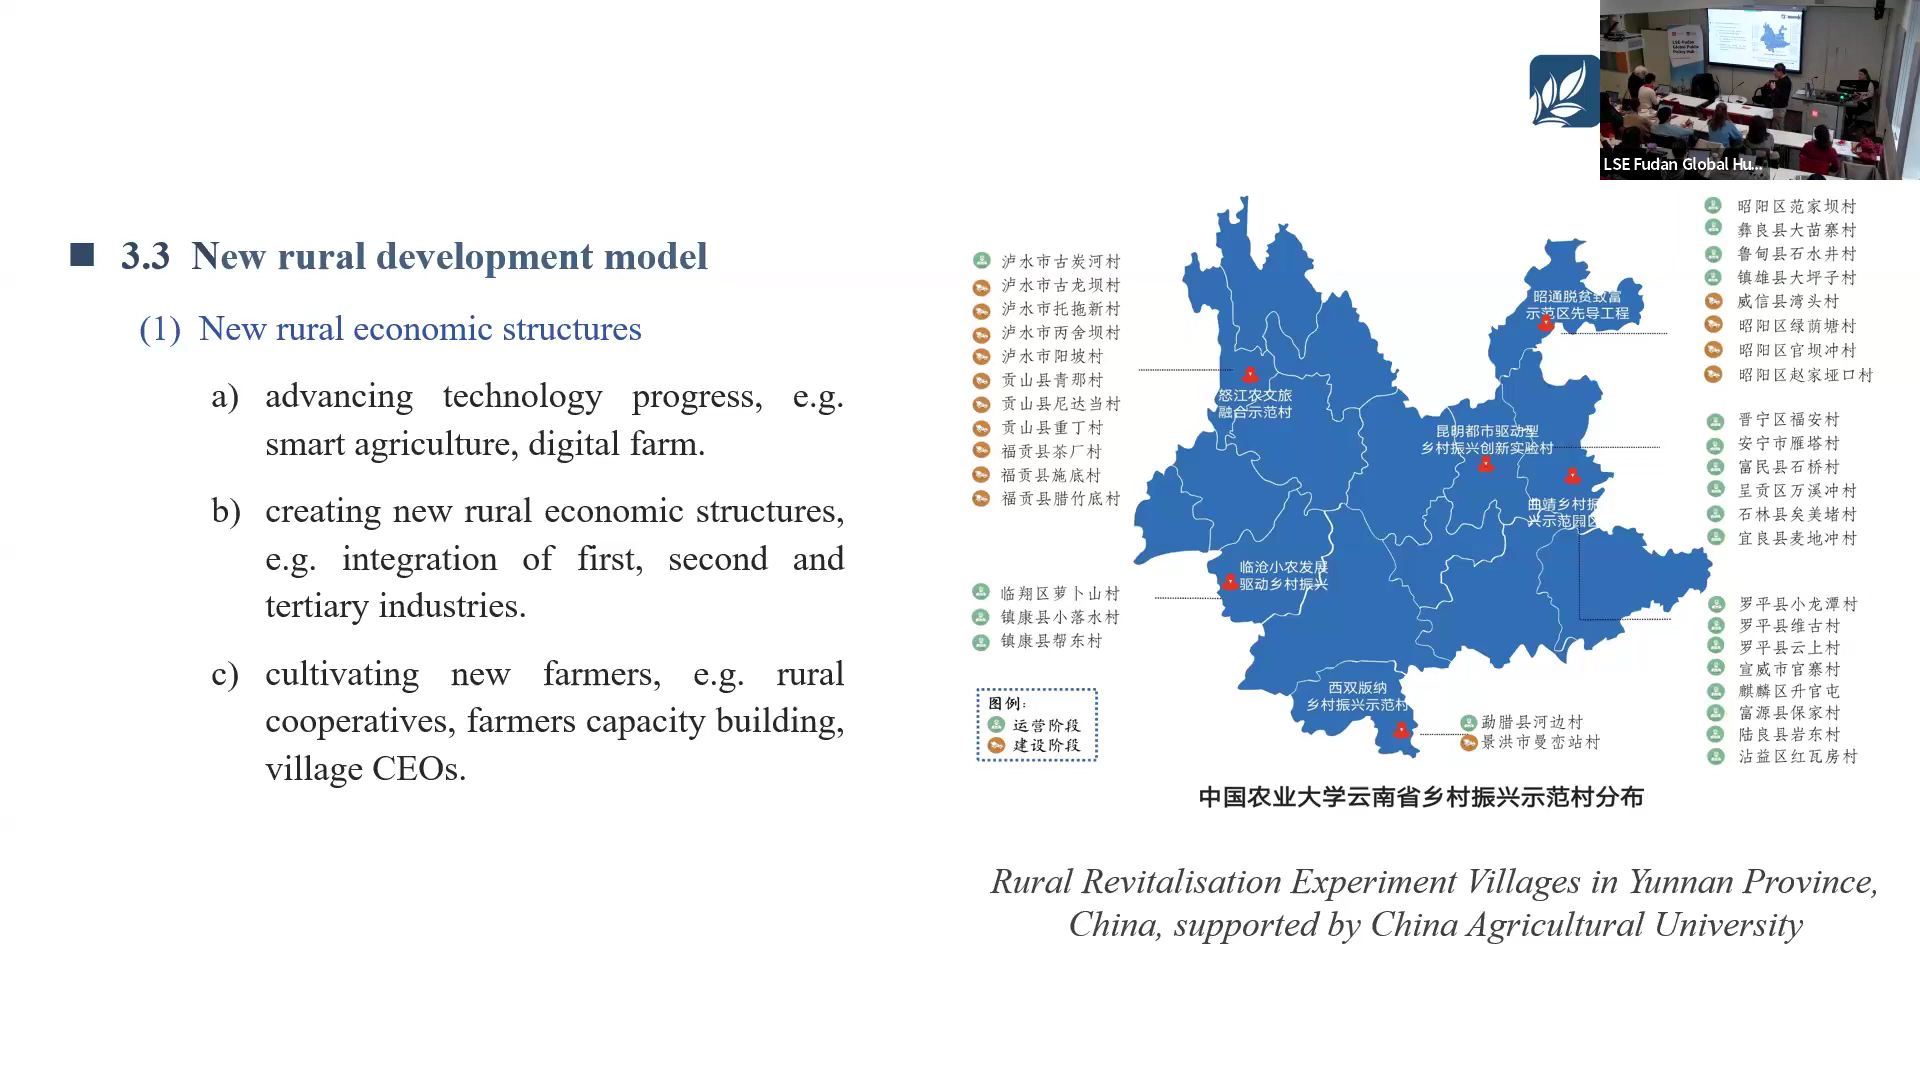 LSE-Fudan
Global Public
Policy Hub
LSE Fudan Global Hu...
■ 3.3 New rural development model
(1) New rural economic structures
a) advancing technology progress, e.g.
smart agriculture, digital farm.
b) creating new rural economic structures,
e.g. integration of first, second and
tertiary industries.
c) cultivating new farmers, e.g. rural
cooperatives, farmers capacity building,
village CEOs.
泸水市古炭河村
泸水市古龙坝村
泸水市托拖新村
泸水市丙舍坝村
泸水市阳坡村
贡山县青那村
贡山县尼达当村
贡山县重丁村
福贡县茶厂村
福贡县施底村
福贡县腊竹底村
临翔区萝卜山村
镇康县小落水村
镇康县帮东村
图例:
运营阶段
建设阶段
昭通脱贫致富
示范区先导工程
怒江农文旅
融合示范村
昆明都市驱动型
乡村振兴创新实验村
曲靖乡村振
兴示范园区
临沧小农发展
驱动乡村振兴
西双版纳
乡村振兴示范村
勐腊县河边村
景洪市曼峦站村
昭阳区范家坝村
彝良县大苗寨村
鲁甸县石水井村
镇雄县大坪子村
威信县湾头村
昭阳区绿荫塘村
昭阳区官坝冲村
昭阳区赵家垭口村
晋宁区福安村
安宁市雁塔村
富民县石桥村
呈贡区万溪冲村
石林县矣美堵村
宜良县麦地冲村
罗平县小龙潭村
罗平县维古村
罗平县云上村
宣威市官寨村
麒麟区升官屯
富源县保家村
陆良县岩东村
沾益区红瓦房村
中国农业大学云南省乡村振兴示范村分布
Rural Revitalisation Experiment Villages in Yunnan Province,
China, supported by China Agricultural University